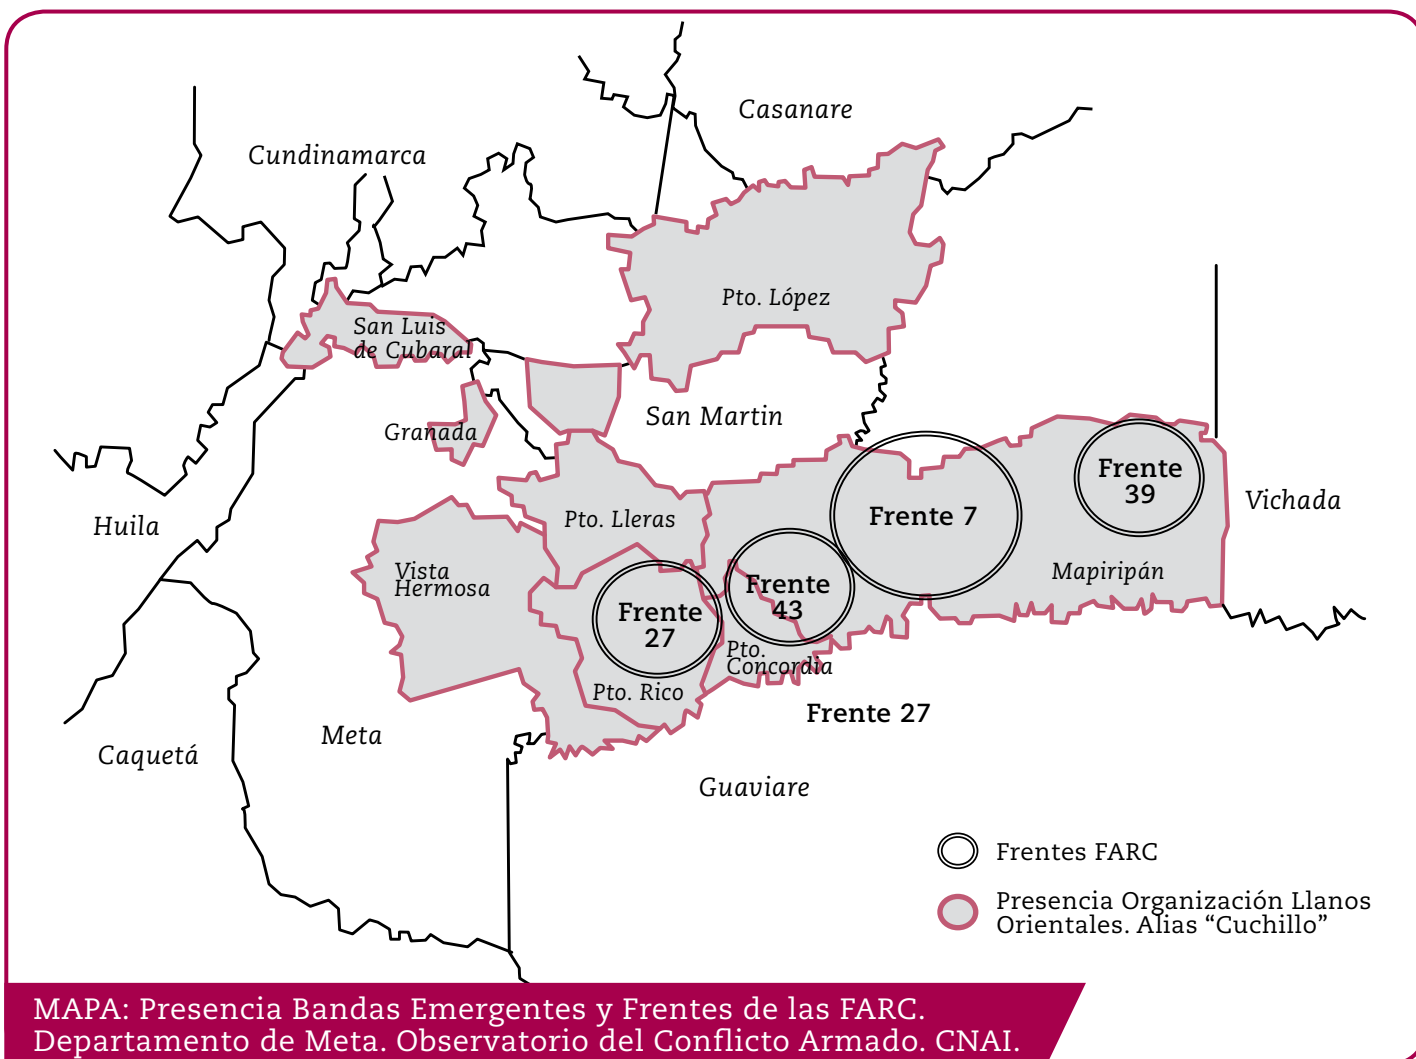 Casanare
Cundinamarca
Pto. López
San Luis
de Cubaral
San Martin
Granada
Frente
39
Vichada
Frente 7
Pto. Lleras
Huila
Vista
Hermosa
Mapiripán
Frente
43
Frente
27
Pto.
Concordia
Pto. Rico
Frente 27
Meta
Caquetá
Guaviare
Frentes FARC
Presencia Organización Llanos
Orientales. Alias “Cuchillo”
MAPA: Presencia Bandas Emergentes y Frentes de las FARC.
Departamento de Meta. Observatorio del Conflicto Armado. CNAI.